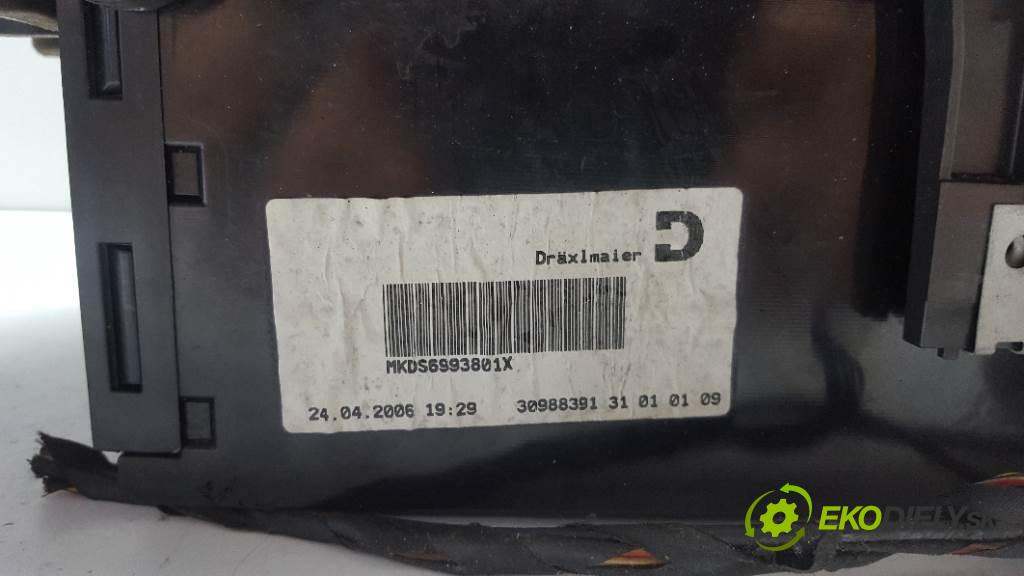 D
Dräxlmaier
MKDS6993801X
24.04.2006 19:29 30988391 31 01 01 09
EKODIELY.SK